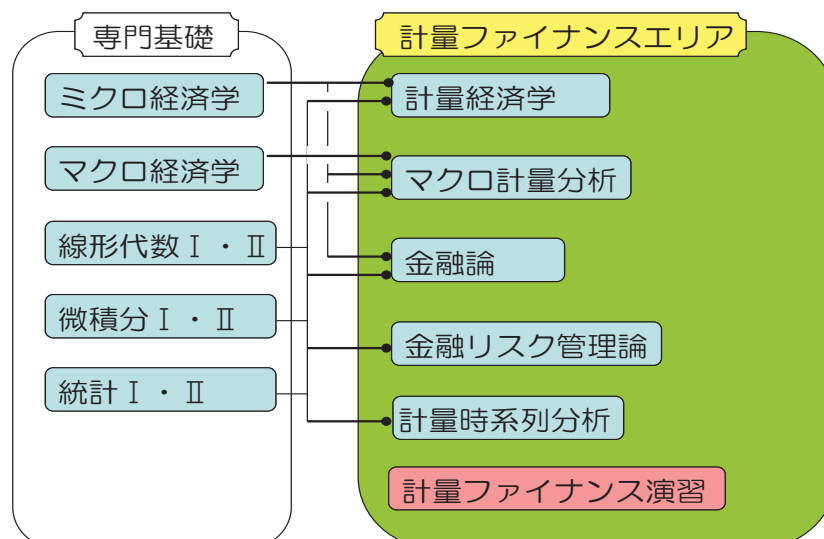 専門基礎
ミクロ経済学
マクロ経済学
線形代数Ⅰ・Ⅱ
微積分Ⅰ・Ⅱ
統計Ⅰ・Ⅱ
計量ファイナンスエリア
計量経済学
マクロ計量分析
金融論
金融リスク管理論
計量時系列分析
計量ファイナンス演習